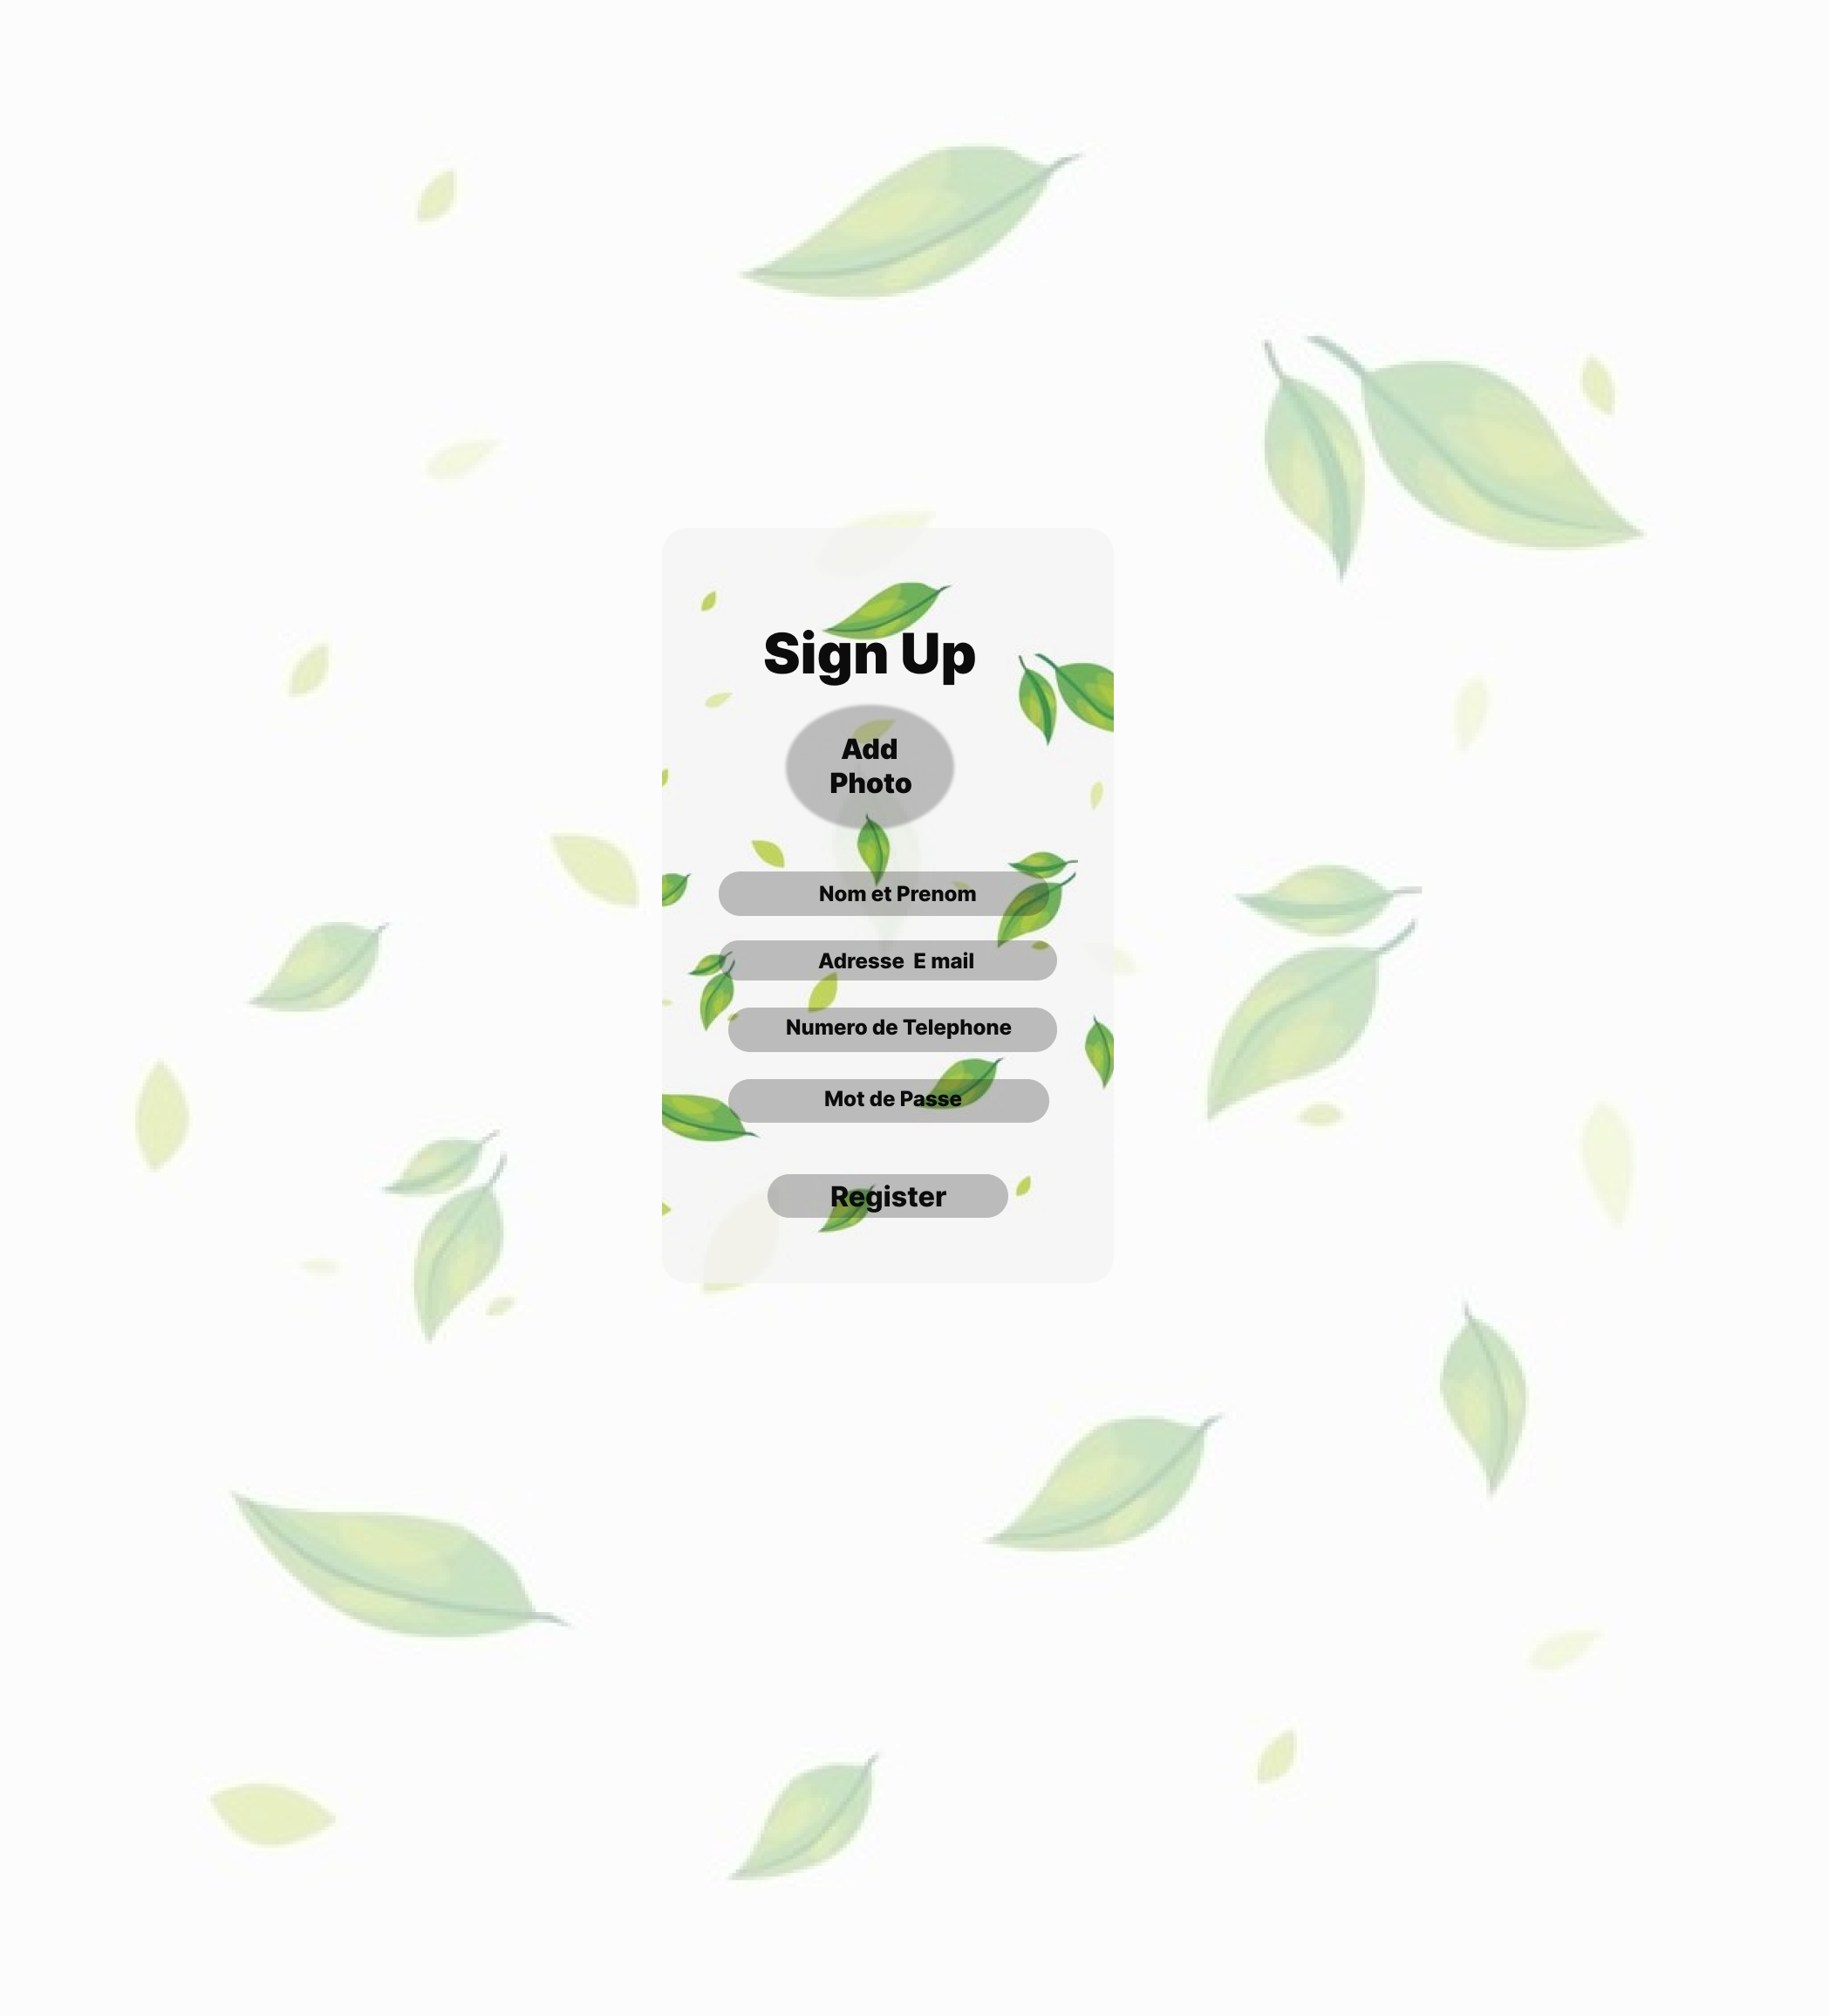 Sign Up
Add
Photo
Nom et Prenom
Adresse  E mail
Numero de Telephone
Mot de Passe
Register